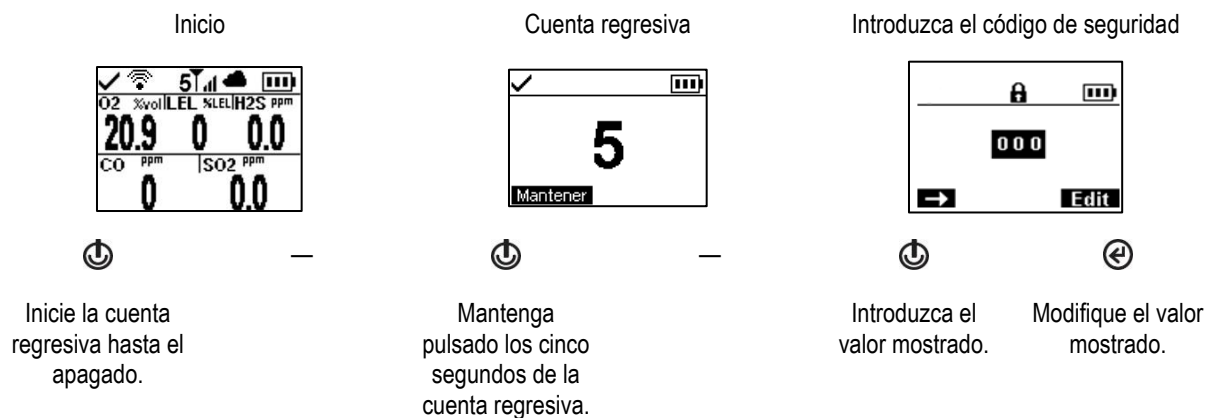 Inicio
Cuenta regresiva
Introduzca el código de seguridad
5
O2 %vol LEL %LEL H2S ppm
20.9 0 0.0
CO ppm SO2 ppm
0 0.0
5
Mantener
000
→ Edit
Inicie la cuenta
regresiva hasta el
apagado.
Mantenga
pulsado los cinco
segundos de la
cuenta regresiva.
Introduzca el
valor mostrado.
Modifique el valor
mostrado.